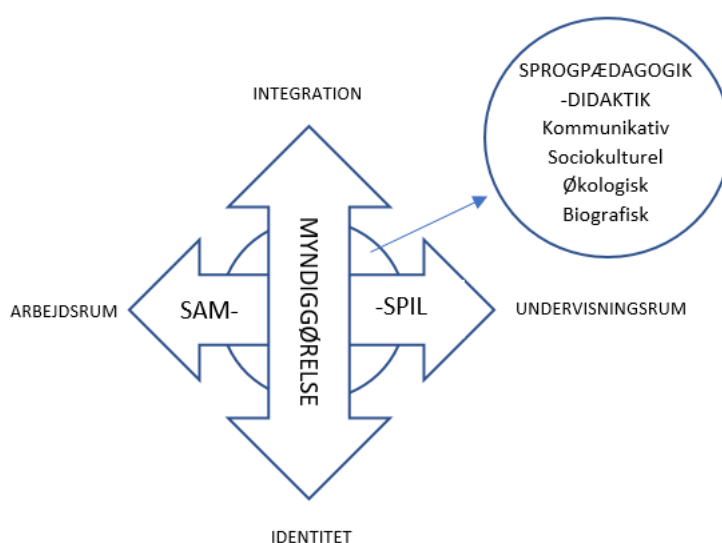 SPROGPÆDAGOGIK
-DIDAKTIK
Kommunikativ
Sociokulturel
Økologisk
Biografisk
INTEGRATION
MYNDIGGØRELSE
ARBEJDSRUM
SAM-
-SPIL
UNDERVISNINGSRUM
IDENTITET